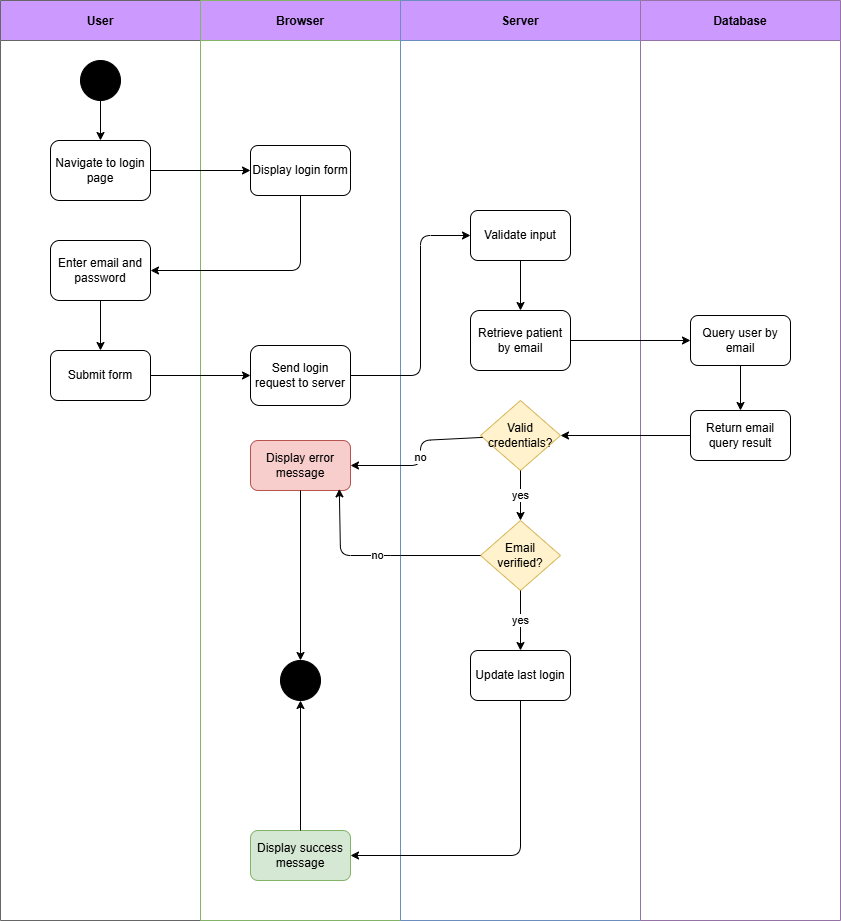 User
Browser
Server
Database
Navigate to login
page
Display login form
Enter email and
password
Submit form
Send login
request to server
Validate input
Retrieve patient
by email
Query user by
email
Return email
query result
Valid
credentials?
no
Display error
message
yes
Email
verified?
no
yes
Update last login
Display success
message